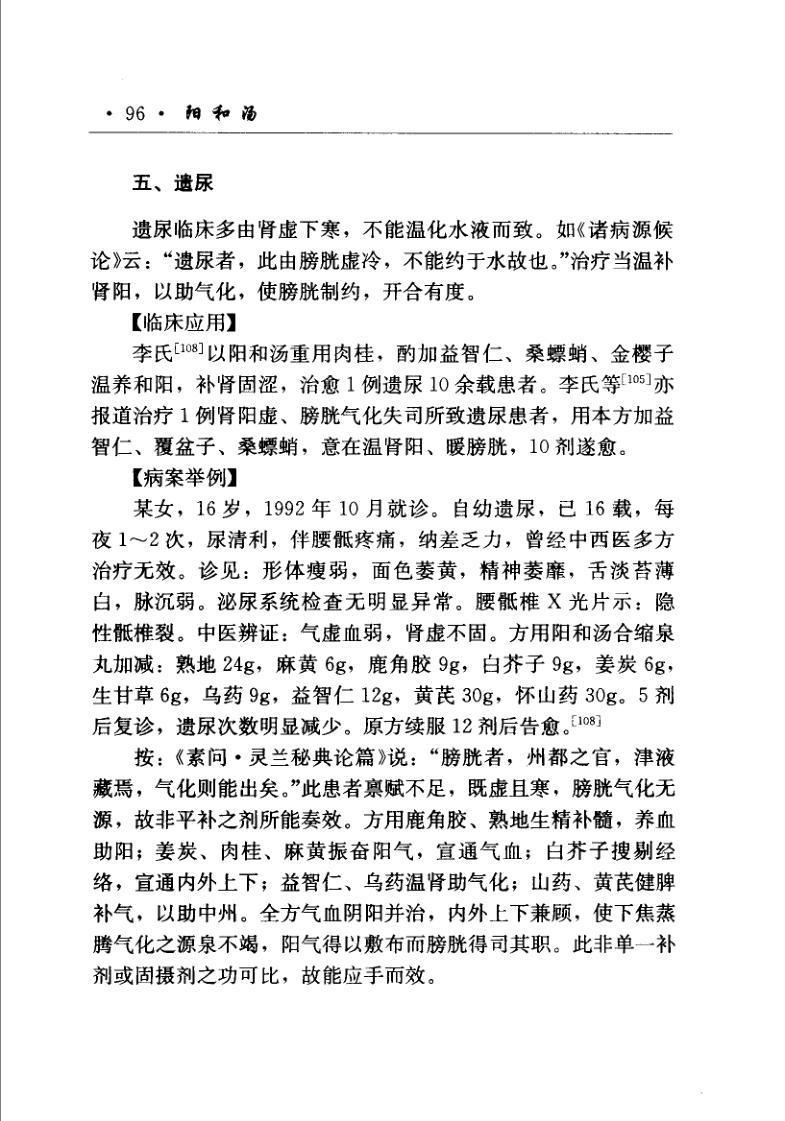 · 96 · 阳和汤
五、遗尿
遗尿临床多由肾虚下寒，不能温化水液而致。如《诸病源候
论》云：“遗尿者，此由膀胱虚冷，不能约于水故也。”治疗当温补
肾阳，以助气化，使膀胱制约，开合有度。
【临床应用】
李氏[108]以阳和汤重用肉桂，酌加益智仁、桑螵蛸、金樱子
温养和阳，补肾固涩，治愈 1 例遗尿 10 余载患者。李氏等[105]亦
报道治疗 1 例肾阳虚、膀胱气化失司所致遗尿患者，用本方加益
智仁、覆盆子、桑螵蛸，意在温肾阳、暖膀胱，10 剂遂愈。
【病案举例】
某女，16 岁，1992 年 10 月就诊。自幼遗尿，已 16 载，每
夜 1～2 次，尿清利，伴腰骶疼痛，纳差乏力，曾经中西医多方
治疗无效。诊见：形体瘦弱，面色萎黄，精神萎靡，舌淡苔薄
白，脉沉弱。泌尿系统检查无明显异常。腰骶椎 X 光片示：隐
性骶椎裂。中医辨证：气虚血弱，肾虚不固。方用阳和汤合缩泉
丸加减：熟地 24g，麻黄 6g，鹿角胶 9g，白芥子 9g，姜炭 6g，
生甘草 6g，乌药 9g，益智仁 12g，黄芪 30g，怀山药 30g。5 剂
后复诊，遗尿次数明显减少。原方续服 12 剂后告愈。[108]
按：《素问·灵兰秘典论篇》说：“膀胱者，州都之官，津液
藏焉，气化则能出矣。”此患者禀赋不足，既虚且寒，膀胱气化无
源，故非平补之剂所能奏效。方用鹿角胶、熟地生精补髓，养血
助阳；姜炭、肉桂、麻黄振奋阳气，宣通气血；白芥子搜剔经
络，宣通内外上下；益智仁、乌药温肾助气化；山药、黄芪健脾
补气，以助中州。全方气血阴阳并治，内外上下兼顾，使下焦蒸
腾气化之源泉不竭，阳气得以敷布而膀胱得司其职。此非单一补
剂或固摄剂之功可比，故能应手而效。